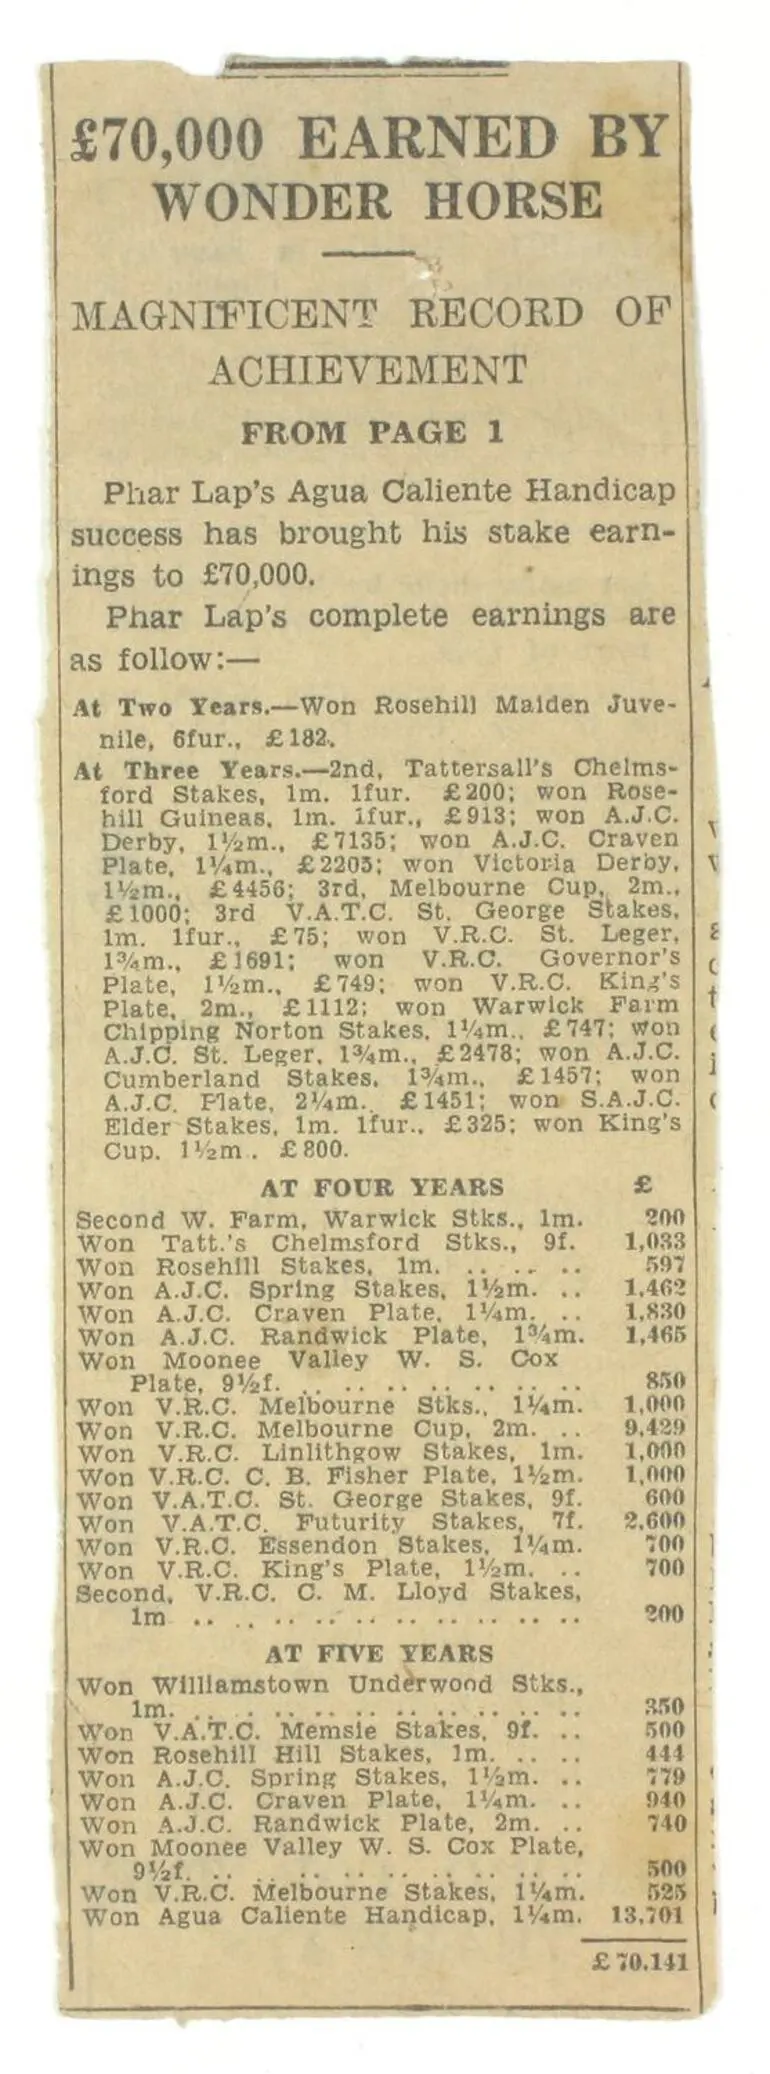 £70,000 EARNED BY
WONDER HORSE
MAGNIFICENT RECORD OF
ACHIEVEMENT
FROM PAGE 1
Phar Lap's Agua Caliente Handicap
success has brought his stake earn-
ings to £70,000.
Phar Lap's complete earnings are
as follow:—
At Two Years.—Won Rosehill Maiden Juve-
nile, 6fur., £182.
At Three Years.—2nd, Tattersall's Chelms-
ford Stakes, 1m. 1fur. £200; won Rose-
hill Guineas, 1m. 1fur., £913; won A.J.C.
Derby, 1½m., £7135; won A.J.C. Craven
Plate, 1¼m., £2205; won Victoria Derby,
1½m., £4456; 3rd, Melbourne Cup, 2m.,
£1000; 3rd V.A.T.C. St. George Stakes,
1m. 1fur., £75; won V.R.C. St. Leger,
1¾m., £1691; won V.R.C. Governor's
Plate, 1½m., £749; won V.R.C. King's
Plate, 2m., £1112; won Warwick Farm
Chipping Norton Stakes, 1¼m., £747; won
A.J.C. St. Leger, 1¾m., £2478; won A.J.C.
Cumberland Stakes, 1¾m., £1457; won
A.J.C. Plate, 2¼m., £1451; won S.A.J.C.
Elder Stakes, 1m. 1fur., £325; won King's
Cup, 1½m., £800.
AT FOUR YEARS £
Second W. Farm, Warwick Stks., 1m. 200
Won Tatt.'s Chelmsford Stks., 9f. 1,033
Won Rosehill Stakes, 1m. .. .. .. 597
Won A.J.C. Spring Stakes, 1½m. .. 1,462
Won A.J.C. Craven Plate, 1¼m. .. 1,830
Won A.J.C. Randwick Plate, 1¾m. 1,465
Won Moonee Valley W. S. Cox
Plate, 9½f. .. .. .. .. .. .. .. 850
Won V.R.C. Melbourne Stks., 1¼m. 1,000
Won V.R.C. Melbourne Cup, 2m. .. 9,429
Won V.R.C. Linlithgow Stakes, 1m. 1,000
Won V.R.C. C. B. Fisher Plate, 1½m. 1,000
Won V.A.T.C. St. George Stakes, 9f. 600
Won V.A.T.C. Futurity Stakes, 7f. 2,600
Won V.R.C. Essendon Stakes, 1¼m. 700
Won V.R.C. King's Plate, 1½m. .. 700
Second, V.R.C. C. M. Lloyd Stakes,
1m .. .. .. .. .. .. .. .. .. .. 200
AT FIVE YEARS
Won Williamstown Underwood Stks.,
1m. .. .. .. .. .. .. .. .. .. .. 350
Won V.A.T.C. Memsie Stakes, 9f. .. 500
Won Rosehill Hill Stakes, 1m. .. .. 444
Won A.J.C. Spring Stakes, 1½m. .. 779
Won A.J.C. Craven Plate, 1¼m. .. 940
Won A.J.C. Randwick Plate, 2m. .. 740
Won Moonee Valley W. S. Cox Plate,
9½f. .. .. .. .. .. .. .. .. .. 500
Won V.R.C. Melbourne Stakes, 1¼m. 525
Won Agua Caliente Handicap, 1¼m. 13,701
£70,141